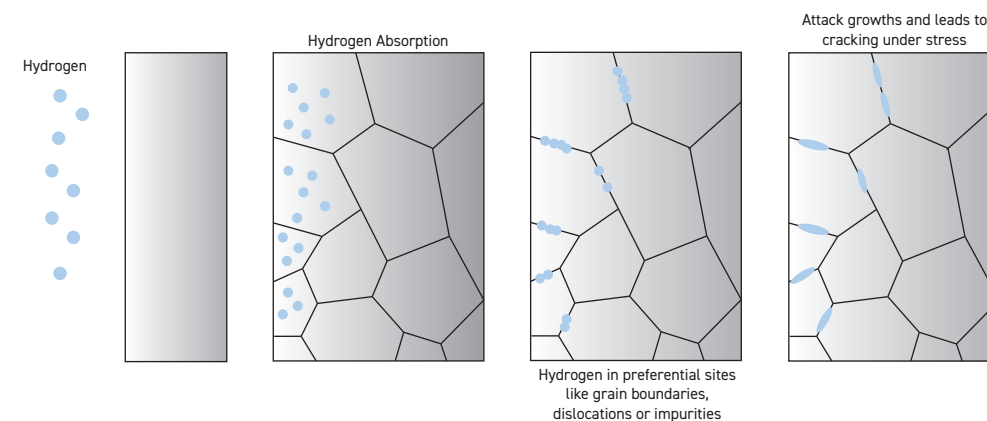 Hydrogen
Hydrogen Absorption
Hydrogen in preferential sites
like grain boundaries,
dislocations or impurities
Attack growths and leads to
cracking under stress